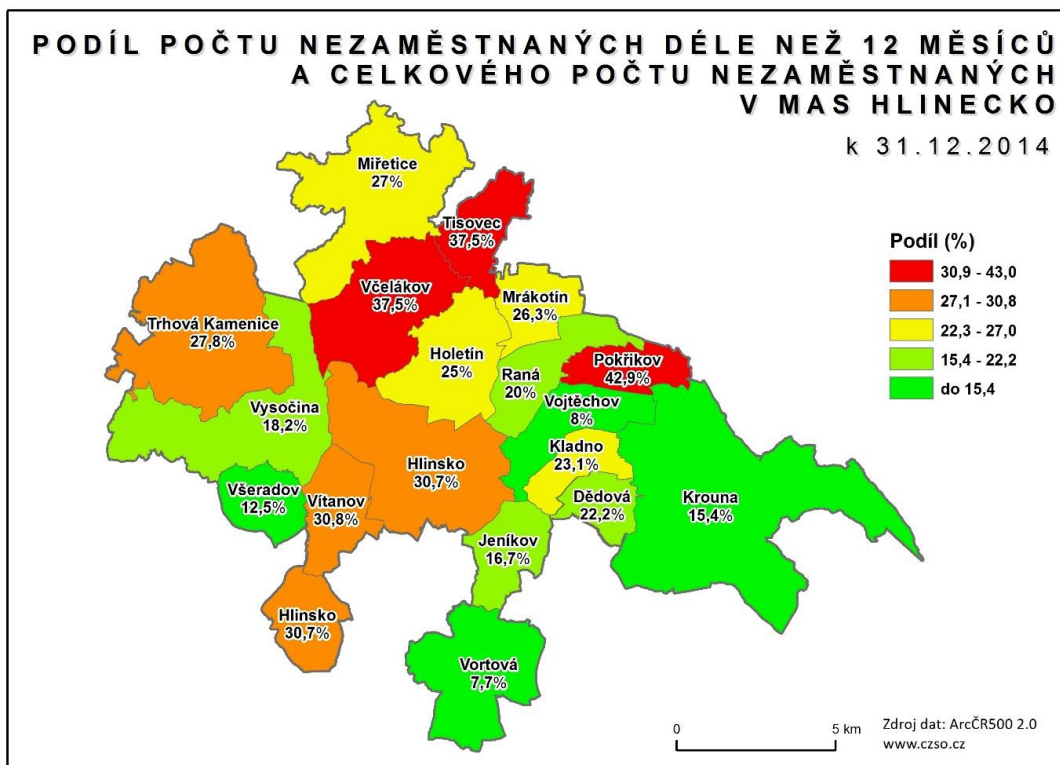 PODÍL POČTU NEZAMĚSTNANÝCH DÉLE NEŽ 12 MĚSÍCŮ
A CELKOVÉHO POČTU NEZAMĚSTNANÝCH
V MAS HLINECKO
k 31.12.2014
Miřetice
27%
Tisovec
37,5%
Včelákov
37,5%
Mrákotín
26,3%
Trhová Kamenice
27,8%
Holetín
25%
Raná
20%
Pokřikov
42,9%
Vysočina
18,2%
Vojtěchov
8%
Kladno
23,1%
Hlinsko
30,7%
Všeradov
12,5%
Vítanov
30,8%
Dědová
22,2%
Krouna
15,4%
Jeníkov
16,7%
Hlinsko
30,7%
Vortová
7,7%
Podíl (%)
30,9 - 43,0
27,1 - 30,8
22,3 - 27,0
15,4 - 22,2
do 15,4
0 5 km
Zdroj dat: ArcČR500 2.0
www.czso.cz